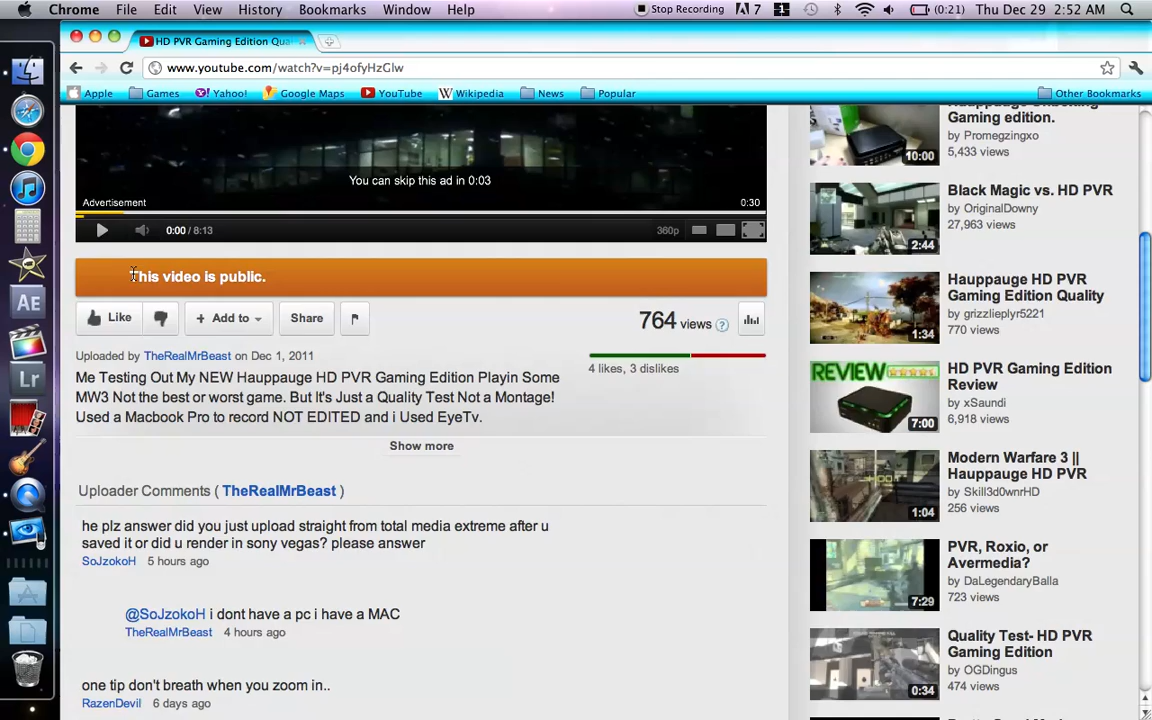 Chrome File Edit View History Bookmarks Window Help Stop Recording 7 1 (0:21) Thu Dec 29 2:52 AM
HD PVR Gaming Edition Qua
www.youtube.com/watch?v=pj4ofyHzGlw
Apple Games Yahoo! Google Maps YouTube Wikipedia News Popular Other Bookmarks
You can skip this ad in 0:03
Advertisement 0:30
0:00 / 8:13 360p
This video is public.
Like Add to Share 764 views ?
Uploaded by TheRealMrBeast on Dec 1, 2011
4 likes, 3 dislikes
Me Testing Out My NEW Hauppauge HD PVR Gaming Edition Playin Some
MW3 Not the best or worst game. But It's Just a Quality Test Not a Montage!
Used a Macbook Pro to record NOT EDITED and i Used EyeTv.
Show more
Uploader Comments ( TheRealMrBeast )
he plz answer did you just upload straight from total media extreme after u
saved it or did u render in sony vegas? please answer
SoJzokoH 5 hours ago
@SoJzokoH i dont have a pc i have a MAC
TheRealMrBeast 4 hours ago
one tip don't breath when you zoom in..
RazenDevil 6 days ago
Hauppauge Unboxing
Gaming edition.
by Promegzingxo
5,433 views
10:00
Black Magic vs. HD PVR
by OriginalDowny
27,963 views
2:44
Hauppauge HD PVR
Gaming Edition Quality
by grizzlieplyr5221
770 views
1:34
REVIEW
HD PVR Gaming Edition
Review
by xSaundi
6,918 views
7:00
Modern Warfare 3 ||
Hauppauge HD PVR
by Skill3d0wnrHD
256 views
1:04
PVR, Roxio, or
Avermedia?
by DaLegendaryBalla
723 views
7:29
Quality Test- HD PVR
Gaming Edition
by OGDingus
474 views
0:34
Ae
Lr